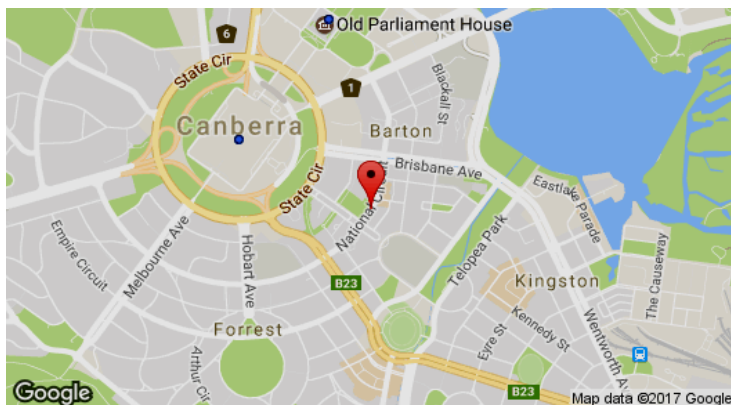 6
Old Parliament House
State Cir
1
Blackall St
Canberra
Barton
Brisbane Ave
State Cir
National Circuit
Eastlake Parade
Melbourne Ave
Empire Circuit
Hobart Ave
Telopea Park
The Causeway
B23
Kingston
Forrest
Kennedy St
Eyre St
Wentworth Av
Arthur Cir
B23
Google
Map data ©2017 Google